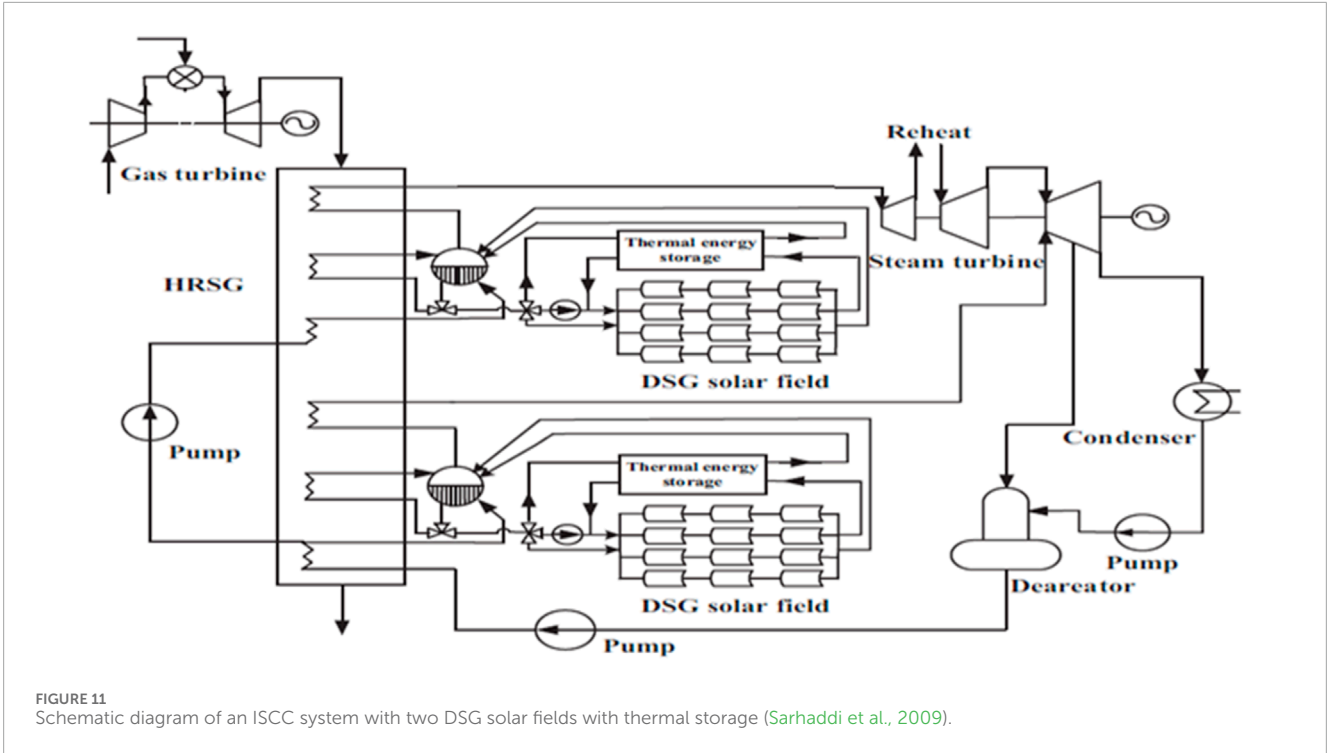 Gas turbine
Reheat
Thermal energy
storage
Steam turbine
HRSG
DSG solar field
Pump
Condenser
Thermal energy
storage
Pump
DSG solar field
Deareator
Pump
FIGURE 11
Schematic diagram of an ISCC system with two DSG solar fields with thermal storage (Sarhaddi et al., 2009).